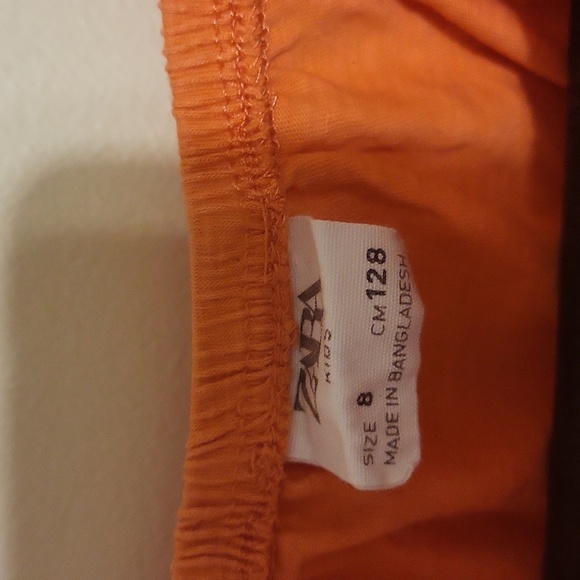 ZARA
KIDS
SIZE 8 CM 128
MADE IN BANGLADESH